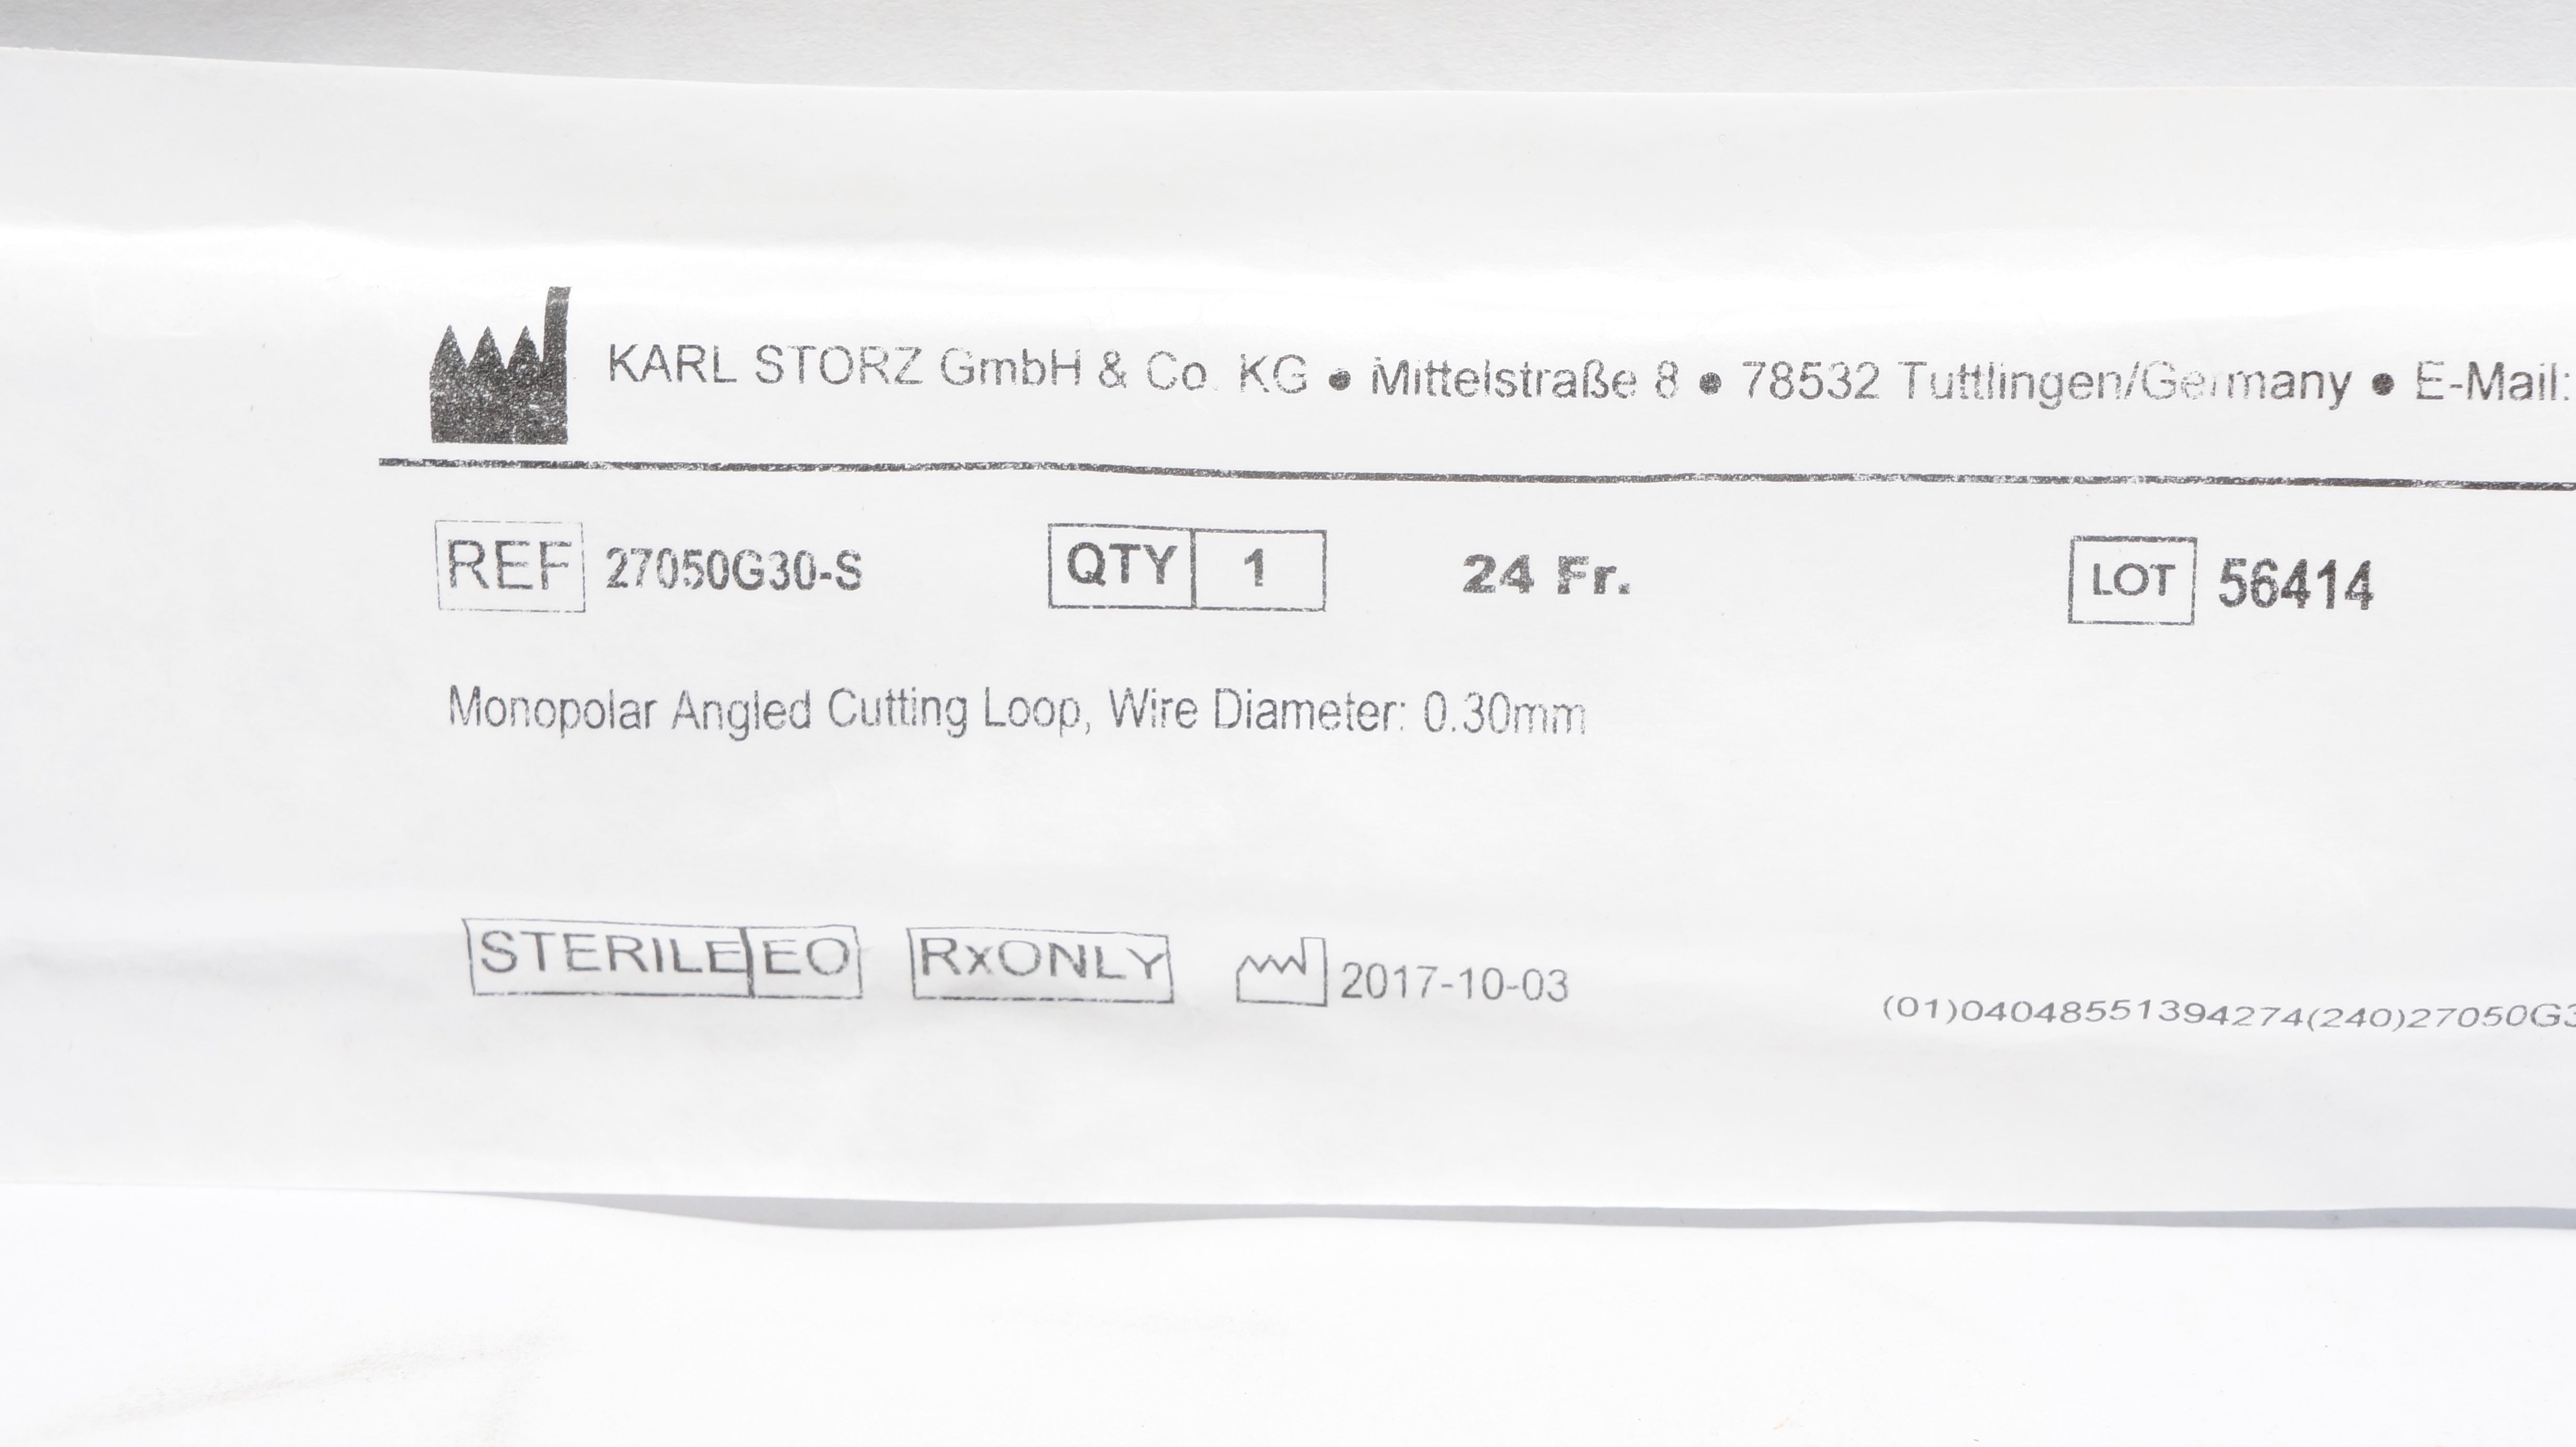 KARL STORZ GmbH & Co. KG ● Mittelstraße 8 ● 78532 Tuttlingen/Germany ● E-Mail:
REF 27050G30-S QTY 1 24 Fr. LOT 56414
Monopolar Angled Cutting Loop, Wire Diameter: 0.30mm
STERILE EO RxONLY 2017-10-03
(01)04048551394274(240)27050G3